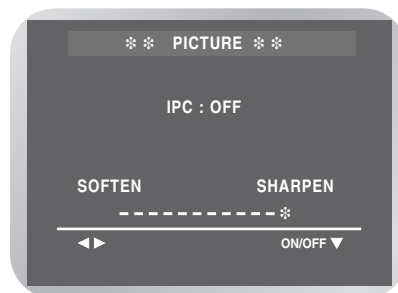 ❇ ❇ PICTURE ❇ ❇
IPC : OFF
SOFTEN SHARPEN
– – – – – – – – – – – ❇
◀ ▶ ON/OFF ▼